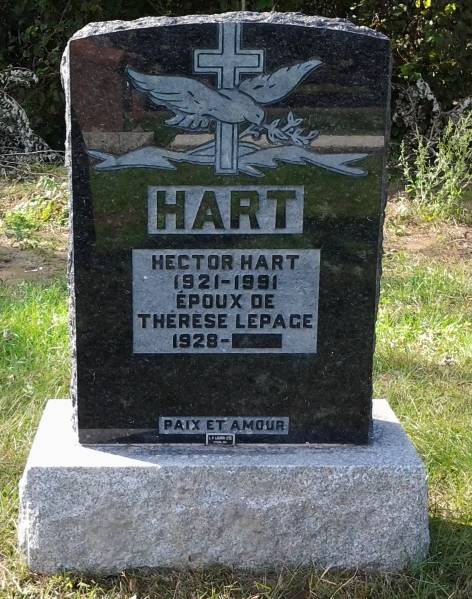 HART
HECTOR HART
1921-1991
ÉPOUX DE
THÉRÈSE LEPAGE
1928-
PAIX ET AMOUR